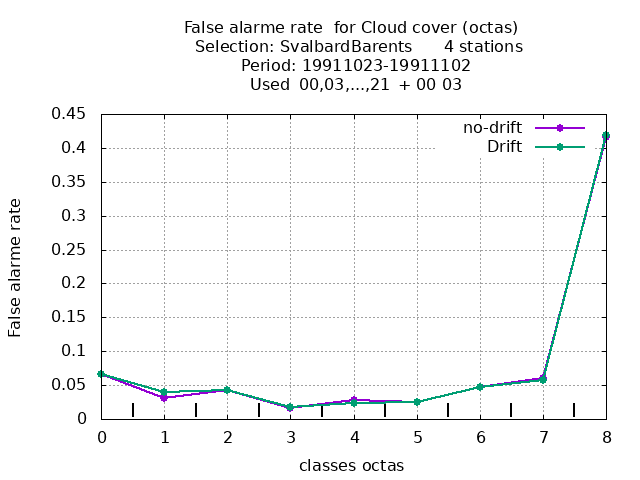 False alarme rate  for Cloud cover (octas)
Selection: SvalbardBarents      4 stations
Period: 19911023-19911102
Used  00,03,...,21  + 00 03
no-drift
Drift
False alarme rate
0.45
0.4
0.35
0.3
0.25
0.2
0.15
0.1
0.05
0
0 1 2 3 4 5 6 7 8
classes octas